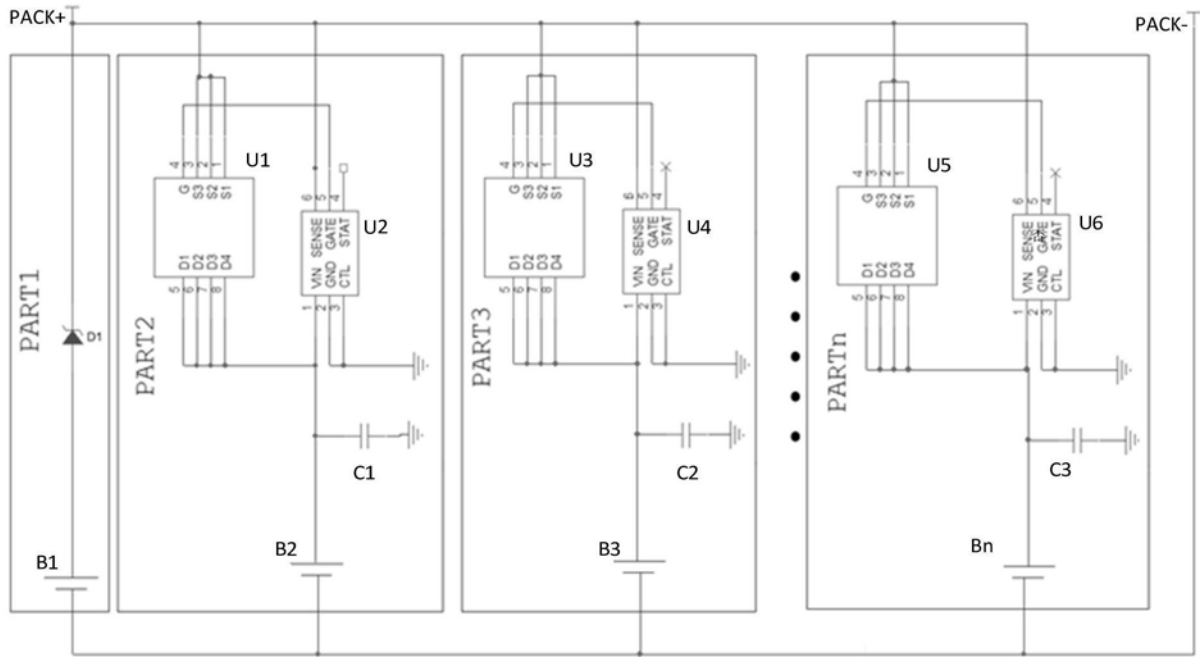 PACK+
PACK-
PART1
D1
B1
PART2
U1
4 3 2 1
G S3 S2 S1
D1 D2 D3 D4
5 6 7 8
U2
6 5 4
SENSE GATE STAT
VIN GND CTL
1 2 3
C1
B2
PART3
U3
4 3 2 1
G S3 S2 S1
D1 D2 D3 D4
5 6 7 8
U4
6 5 4
SENSE GATE STAT
VIN GND CTL
1 2 3
C2
B3
PARTn
U5
4 3 2 1
G S3 S2 S1
D1 D2 D3 D4
5 6 7 8
U6
6 5 4
SENSE GATE STAT
VIN GND CTL
1 2 3
C3
Bn